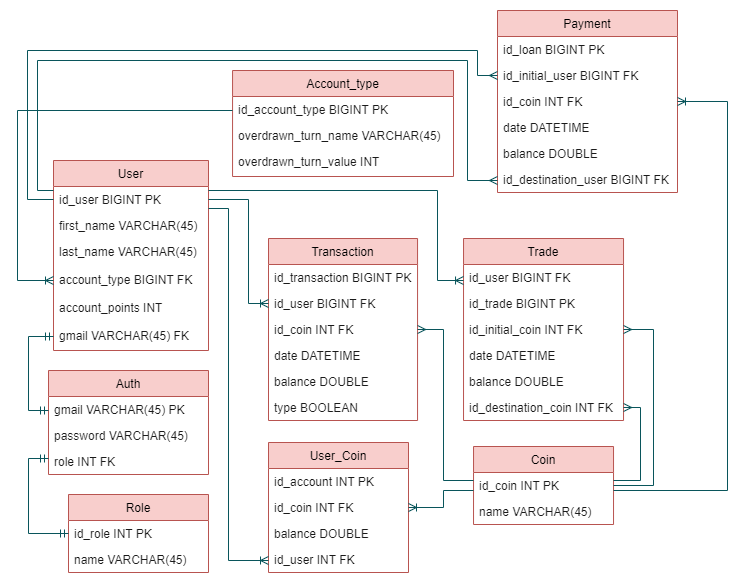 Payment
id_loan BIGINT PK
id_initial_user BIGINT FK
id_coin INT FK
date DATETIME
balance DOUBLE
id_destination_user BIGINT FK
Account_type
id_account_type BIGINT PK
overdrawn_turn_name VARCHAR(45)
overdrawn_turn_value INT
User
id_user BIGINT PK
first_name VARCHAR(45)
last_name VARCHAR(45)
account_type BIGINT FK
account_points INT
gmail VARCHAR(45) FK
Transaction
id_transaction BIGINT PK
id_user BIGINT FK
id_coin INT FK
date DATETIME
balance DOUBLE
type BOOLEAN
Trade
id_user BIGINT FK
id_trade BIGINT PK
id_initial_coin INT FK
date DATETIME
balance DOUBLE
id_destination_coin INT FK
Auth
gmail VARCHAR(45) PK
password VARCHAR(45)
role INT FK
User_Coin
id_account INT PK
id_coin INT FK
balance DOUBLE
id_user INT FK
Coin
id_coin INT PK
name VARCHAR(45)
Role
id_role INT PK
name VARCHAR(45)